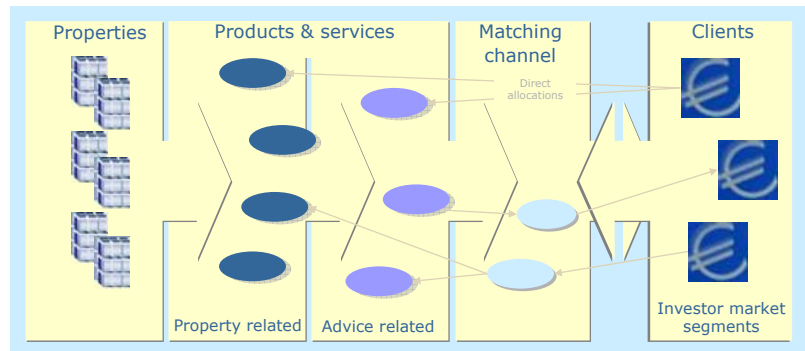 Properties
Products & services
Matching
channel
Clients
Direct
allocations
Property related
Advice related
Investor market
segments